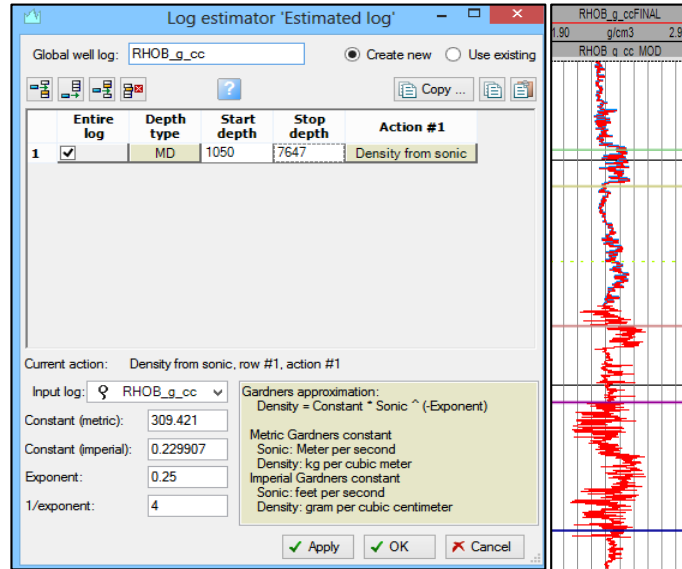 Log estimator 'Estimated log'
Global well log: RHOB_g_cc Create new Use existing
? Copy ...
Entire log Depth type Start depth Stop depth Action #1
1 MD 1050 7647 Density from sonic
Current action: Density from sonic, row #1, action #1
Input log: RHOB_g_cc
Constant (metric): 309.421
Constant (imperial): 0.229907
Exponent: 0.25
1/exponent: 4
Gardners approximation:
Density = Constant * Sonic ^ (-Exponent)
Metric Gardners constant
Sonic: Meter per second
Density: kg per cubic meter
Imperial Gardners constant
Sonic: feet per second
Density: gram per cubic centimeter
Apply OK Cancel
RHOB_g_ccFINAL
1.90 g/cm3 2.9
RHOB_g_cc_MOD